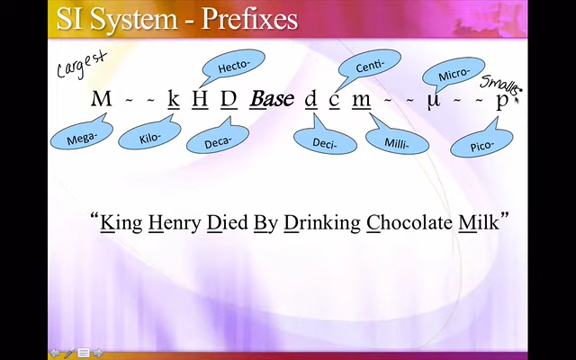 SI System - Prefixes
Largest
Hecto-
Centi-
Micro-
Smallest
M ~ ~ k H D Base d c m ~ ~ μ ~ ~ p
Mega-
Kilo-
Deca-
Deci-
Milli-
Pico-
“King Henry Died By Drinking Chocolate Milk”